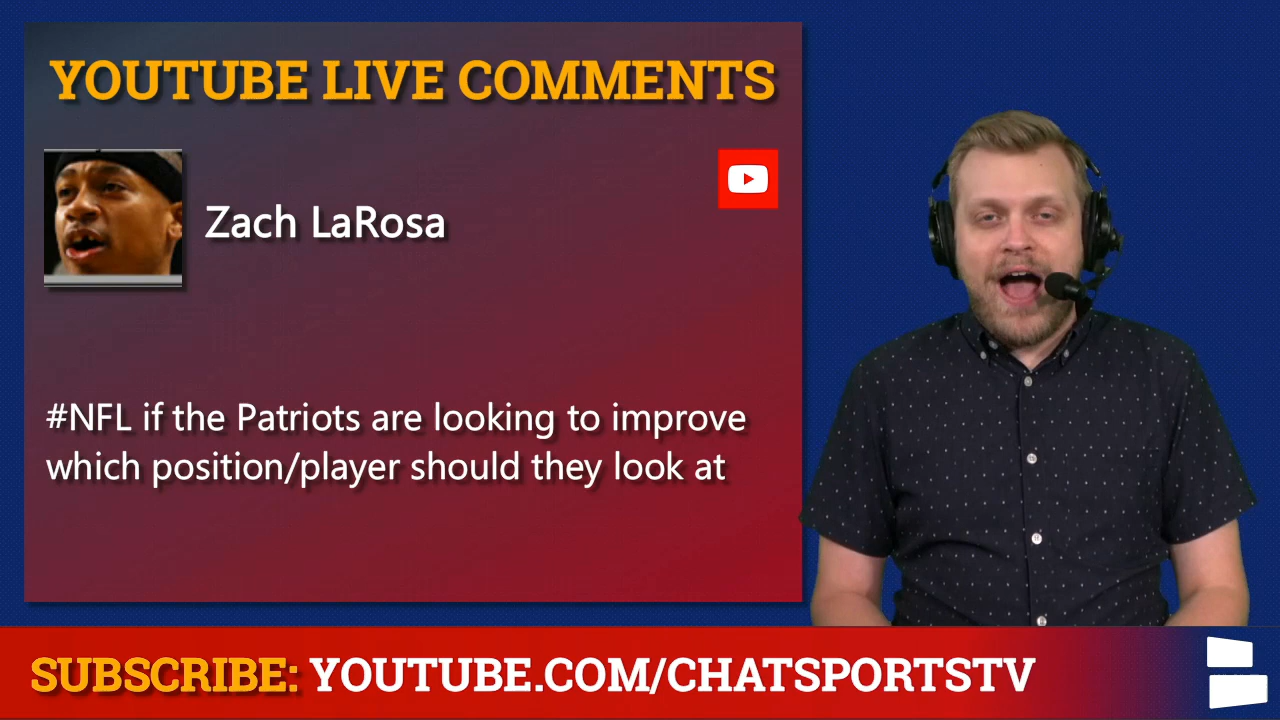 YOUTUBE LIVE COMMENTS
Zach LaRosa
#NFL if the Patriots are looking to improve
which position/player should they look at
SUBSCRIBE: YOUTUBE.COM/CHATSPORTSTV